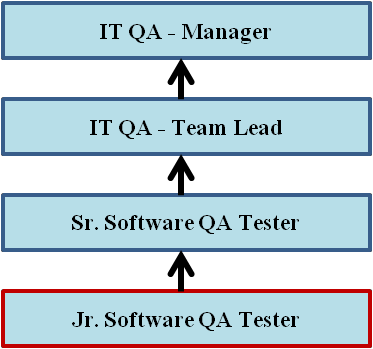 IT QA - Manager
IT QA - Team Lead
Sr. Software QA Tester
Jr. Software QA Tester